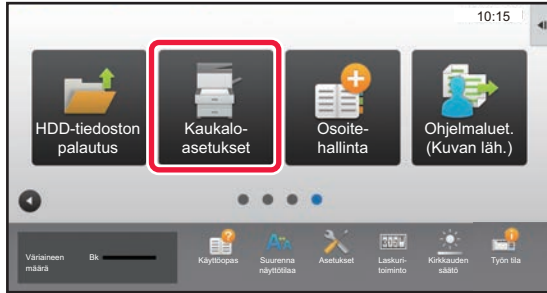 10:15
HDD-tiedoston
palautus
Kaukalo-
asetukset
Osoite-
hallinta
Ohjelmaluet.
(Kuvan läh.)
Väriaineen
määrä
Bk
Käyttöopas
Suurenna
näyttötilaa
Asetukset
Laskuri-
toiminto
Kirkkauden
säätö
Työn tila